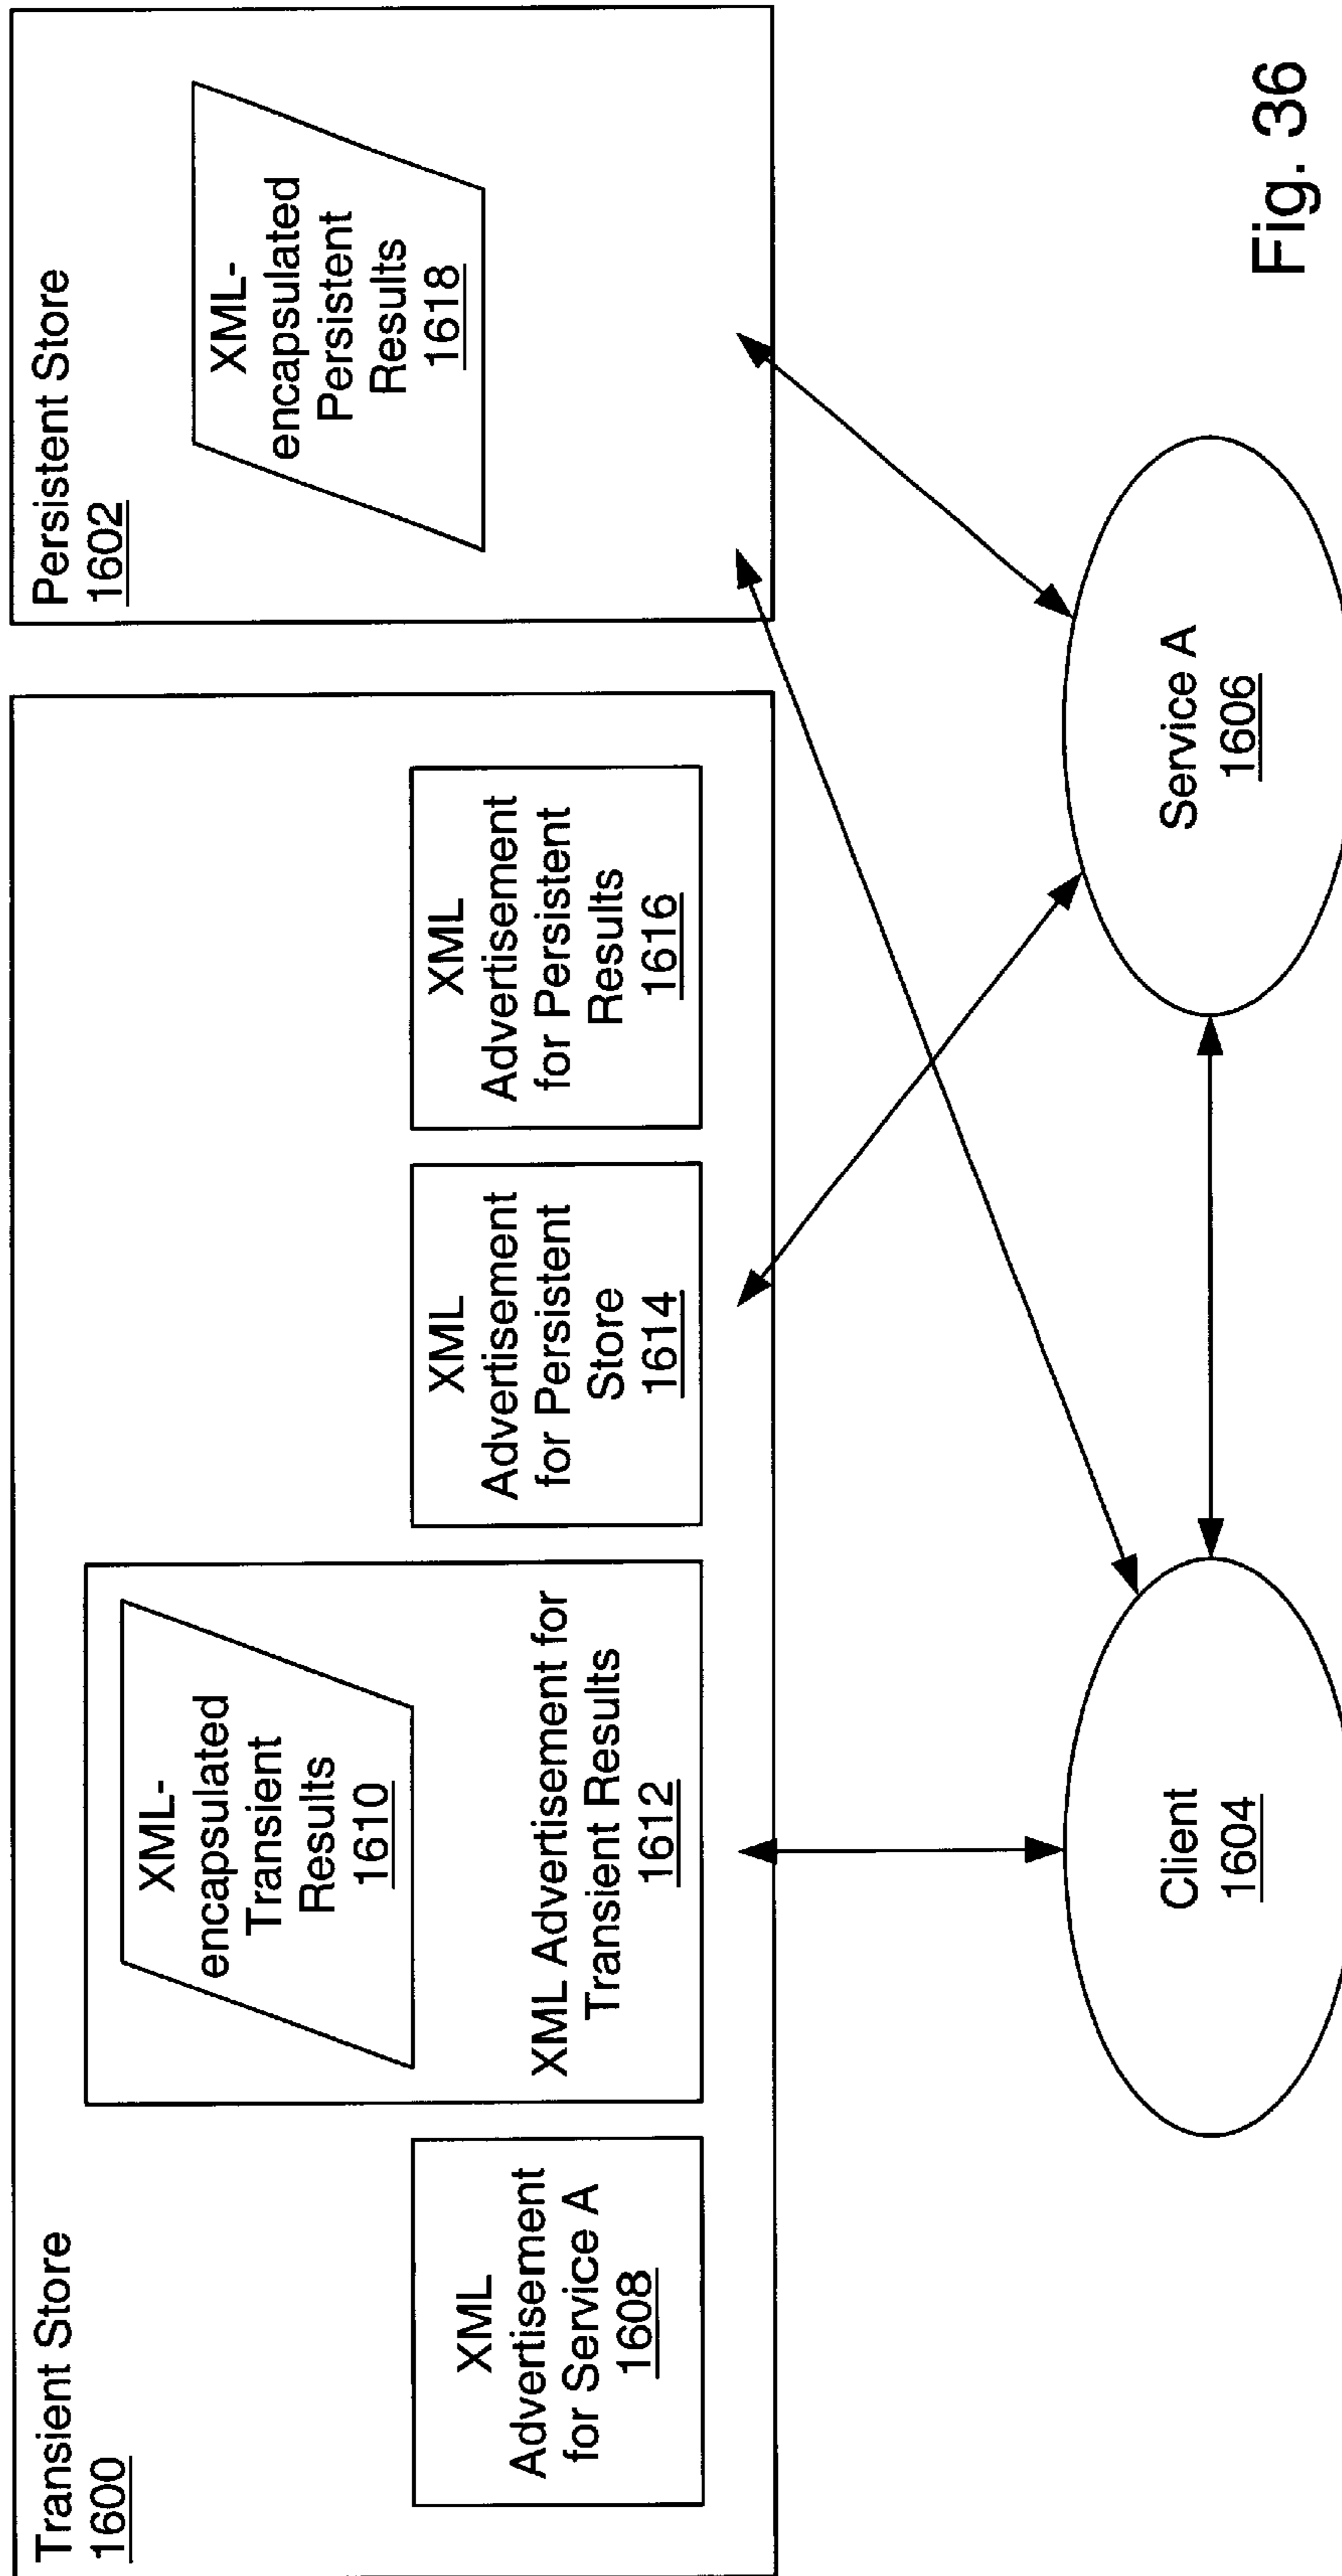 Transient Store
1600
XML
Advertisement
for Service A
1608
XML-
encapsulated
Transient
Results
1610
XML Advertisement for
Transient Results
1612
XML
Advertisement
for Persistent
Store
1614
XML
Advertisement
for Persistent
Results
1616
Persistent Store
1602
XML-
encapsulated
Persistent
Results
1618
Client
1604
Service A
1606
Fig. 36